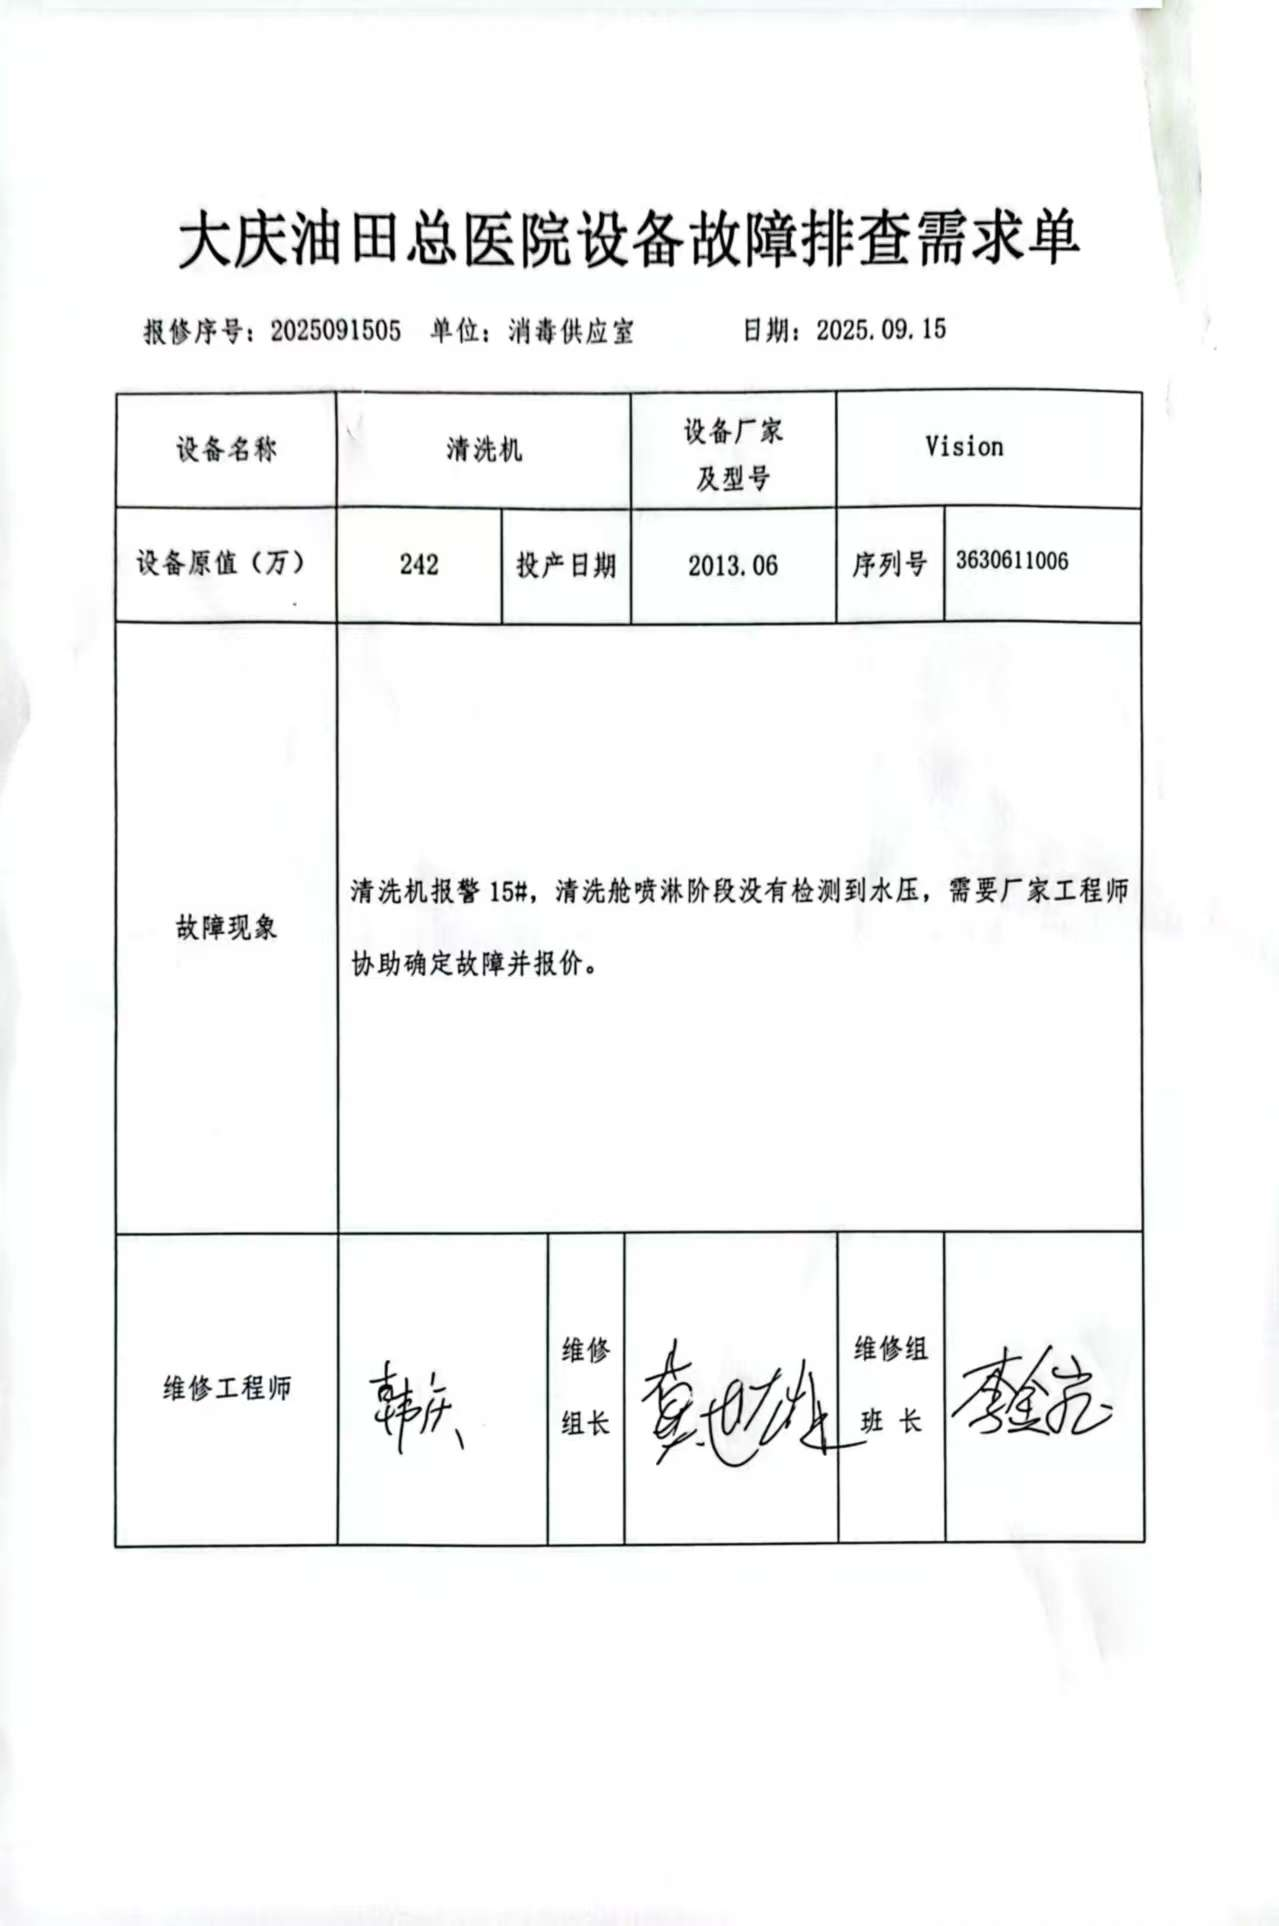 大庆油田总医院设备故障排查需求单
报修序号：2025091505 单位：消毒供应室 日期：2025.09.15
设备名称 清洗机 设备厂家及型号 Vision
设备原值（万） 242 投产日期 2013.06 序列号 3630611006
故障现象
清洗机报警 15#，清洗舱喷淋阶段没有检测到水压，需要厂家工程师
协助确定故障并报价。
维修工程师 韩庆 维修组长 维修组班长